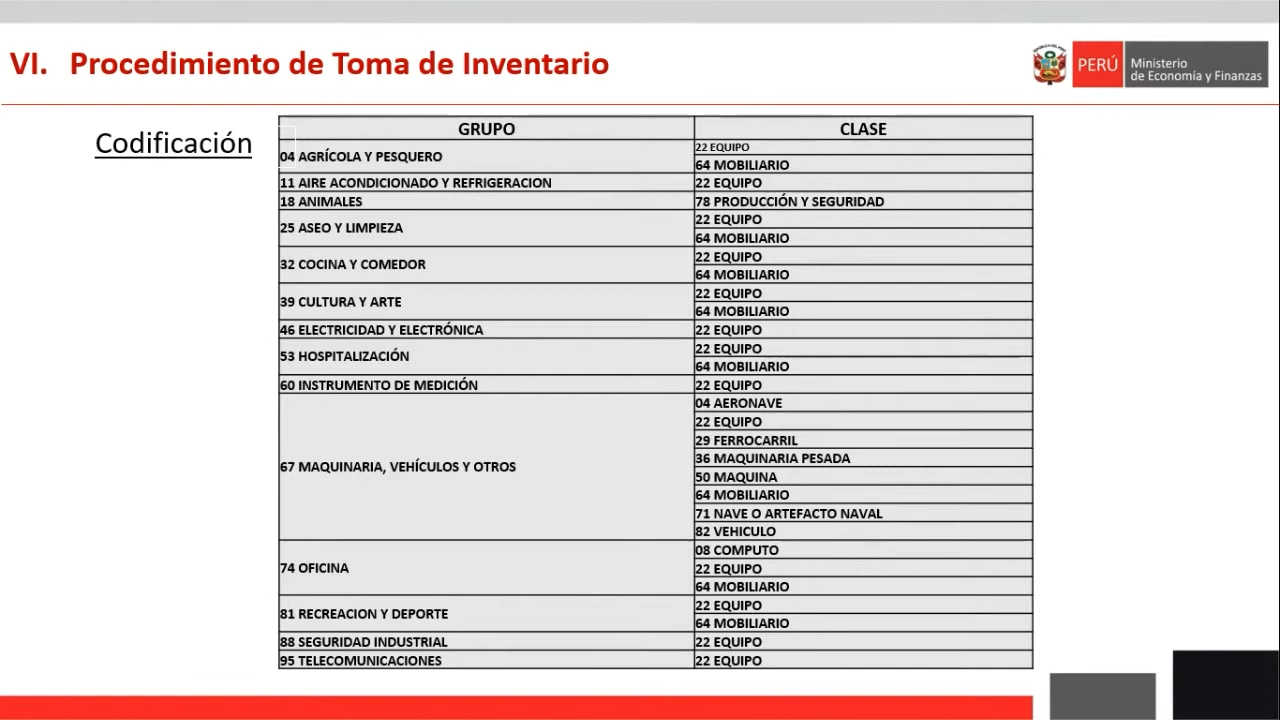 VI. Procedimiento de Toma de Inventario
REPÚBLICA DEL PERÚ
PERÚ
Ministerio
de Economía y Finanzas
Codificación
GRUPO CLASE
04 AGRÍCOLA Y PESQUERO
22 EQUIPO
64 MOBILIARIO
11 AIRE ACONDICIONADO Y REFRIGERACION
22 EQUIPO
18 ANIMALES
78 PRODUCCIÓN Y SEGURIDAD
25 ASEO Y LIMPIEZA
22 EQUIPO
64 MOBILIARIO
32 COCINA Y COMEDOR
22 EQUIPO
64 MOBILIARIO
39 CULTURA Y ARTE
22 EQUIPO
64 MOBILIARIO
46 ELECTRICIDAD Y ELECTRÓNICA
22 EQUIPO
53 HOSPITALIZACIÓN
22 EQUIPO
64 MOBILIARIO
60 INSTRUMENTO DE MEDICIÓN
22 EQUIPO
67 MAQUINARIA, VEHÍCULOS Y OTROS
04 AERONAVE
22 EQUIPO
29 FERROCARRIL
36 MAQUINARIA PESADA
50 MAQUINA
64 MOBILIARIO
71 NAVE O ARTEFACTO NAVAL
82 VEHICULO
74 OFICINA
08 COMPUTO
22 EQUIPO
64 MOBILIARIO
81 RECREACION Y DEPORTE
22 EQUIPO
64 MOBILIARIO
88 SEGURIDAD INDUSTRIAL
22 EQUIPO
95 TELECOMUNICACIONES
22 EQUIPO